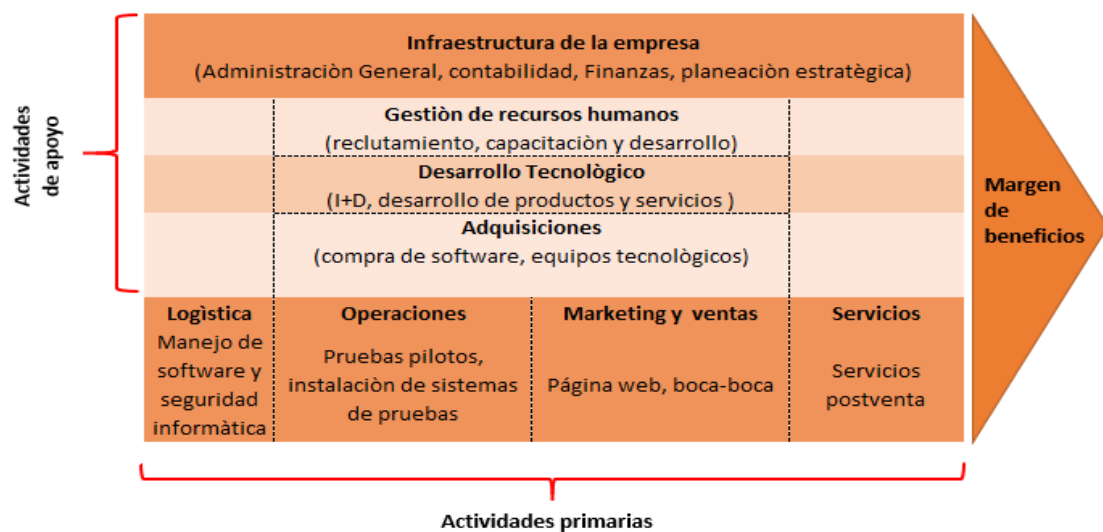 Infraestructura de la empresa
(Administraciòn General, contabilidad, Finanzas, planeaciòn estratègica)
Actividades
de apoyo
Gestiòn de recursos humanos
(reclutamiento, capacitaciòn y desarrollo)
Desarrollo Tecnològico
(I+D, desarrollo de productos y servicios )
Adquisiciones
(compra de software, equipos tecnològicos)
Logìstica
Manejo de
software y
seguridad
informàtica
Operaciones
Pruebas pilotos,
instalaciòn de sistemas
de pruebas
Marketing y  ventas
Página web, boca-boca
Servicios
Servicios
postventa
Margen
de
beneficios
Actividades primarias